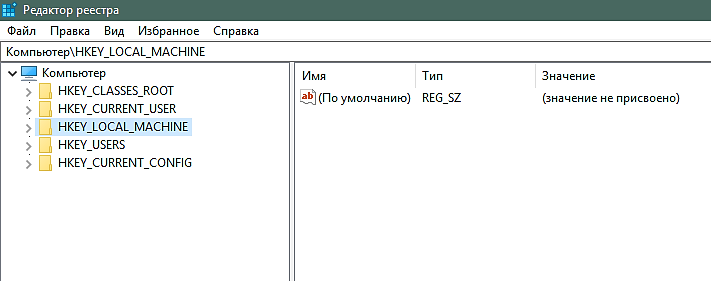 Редактор реестра
Файл Правка Вид Избранное Справка
Компьютер\HKEY_LOCAL_MACHINE
Компьютер
HKEY_CLASSES_ROOT
HKEY_CURRENT_USER
HKEY_LOCAL_MACHINE
HKEY_USERS
HKEY_CURRENT_CONFIG
Имя Тип Значение
ab (По умолчанию) REG_SZ (значение не присвоено)